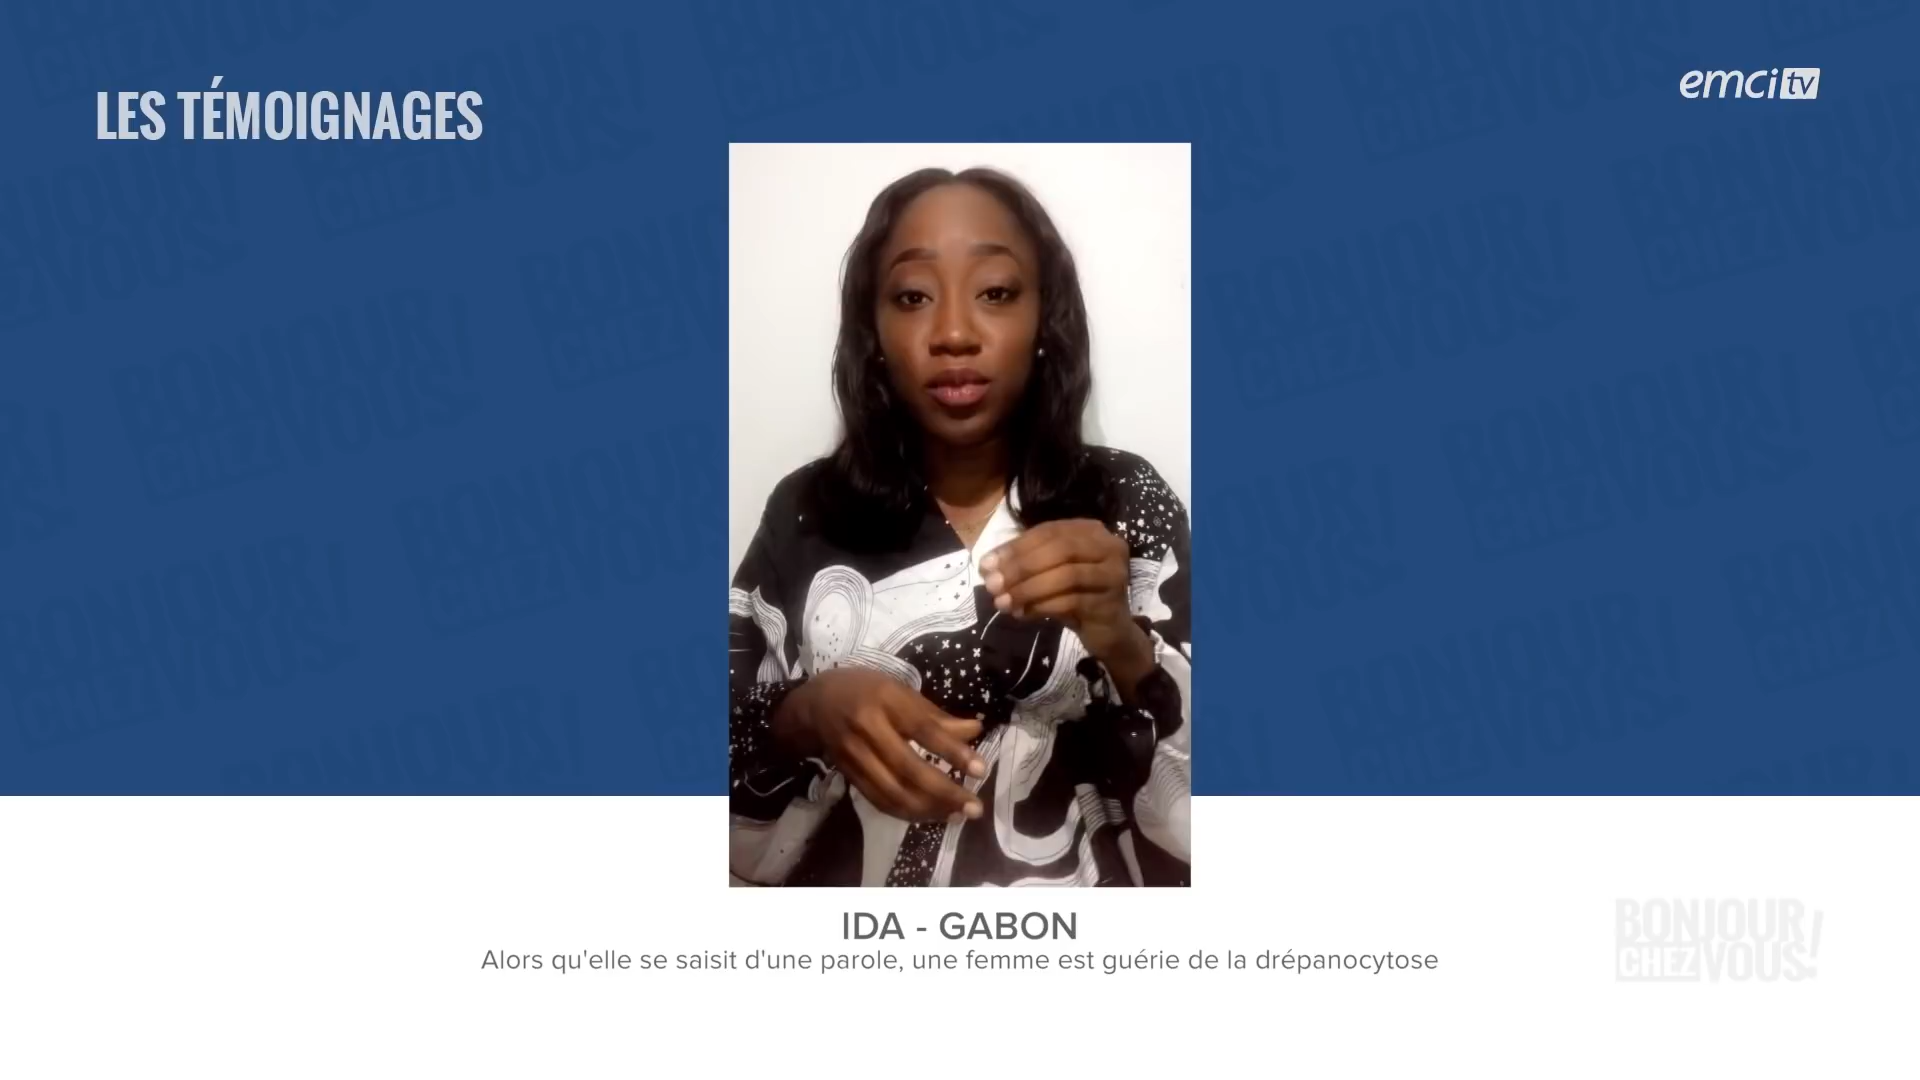 LES TÉMOIGNAGES
emci tv
IDA - GABON
Alors qu'elle se saisit d'une parole, une femme est guérie de la drépanocytose
BONJOUR
CHEZ VOUS!